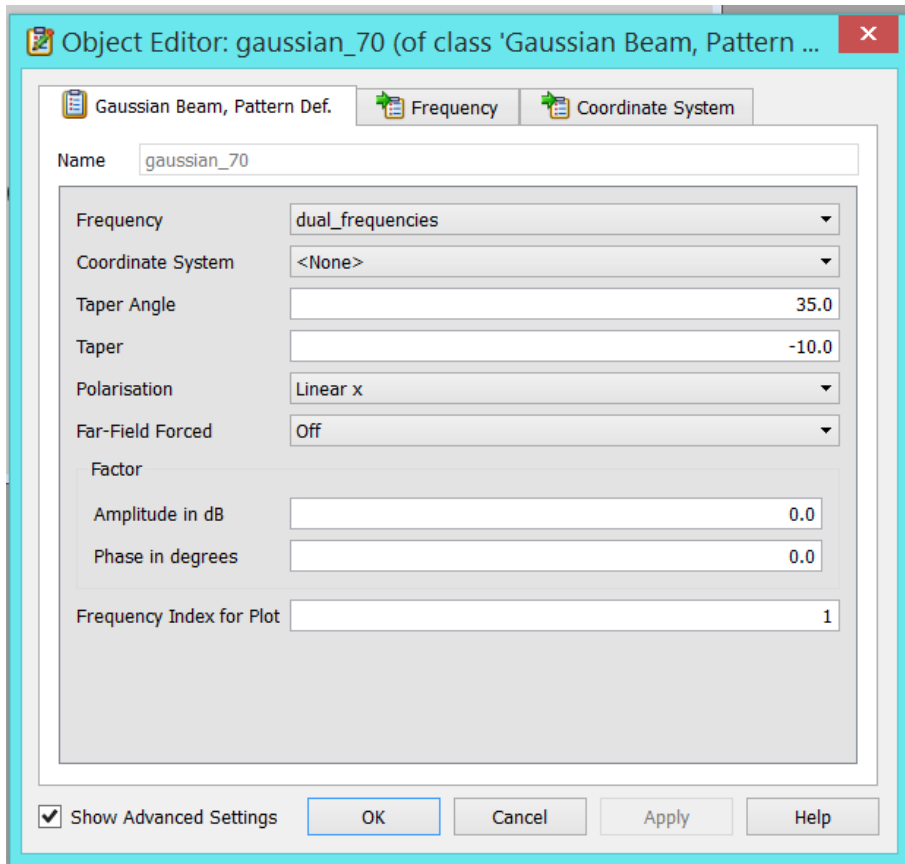 Object Editor: gaussian_70 (of class 'Gaussian Beam, Pattern ...
Gaussian Beam, Pattern Def. Frequency Coordinate System
Name gaussian_70
Frequency dual_frequencies
Coordinate System <None>
Taper Angle 35.0
Taper -10.0
Polarisation Linear x
Far-Field Forced Off
Factor
Amplitude in dB 0.0
Phase in degrees 0.0
Frequency Index for Plot 1
Show Advanced Settings OK Cancel Apply Help